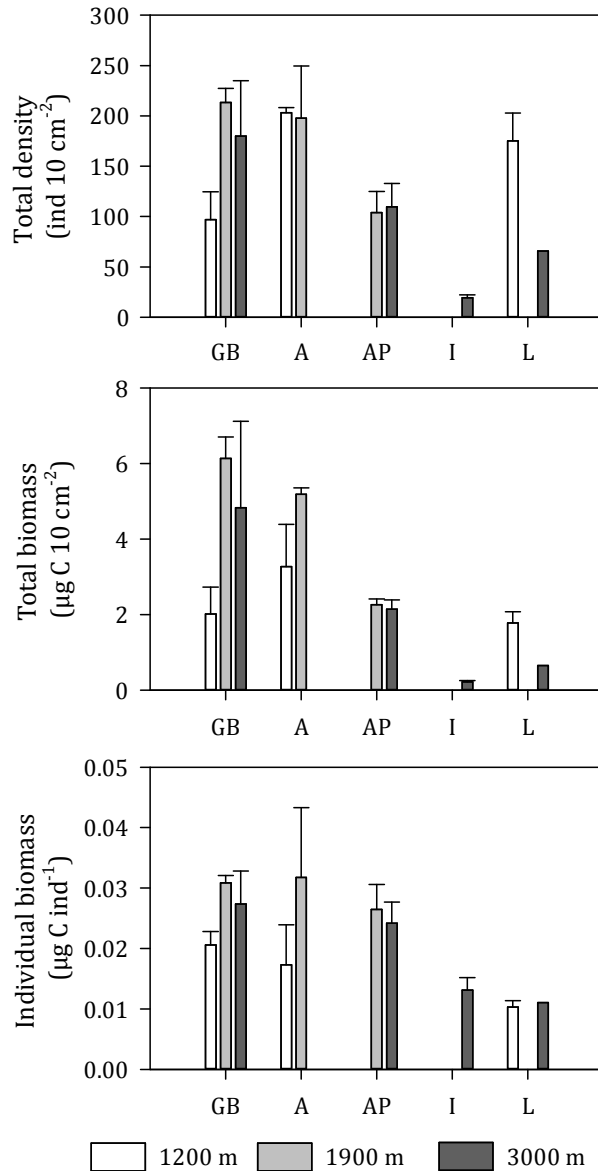 300
250
200
150
100
50
0
Total density
(ind 10 cm⁻²)
GB A AP I L
8
6
4
2
0
Total biomass
(µg C 10 cm⁻²)
GB A AP I L
0.05
0.04
0.03
0.02
0.01
0.00
Individual biomass
(µg C ind⁻¹)
GB A AP I L
1200 m 1900 m 3000 m